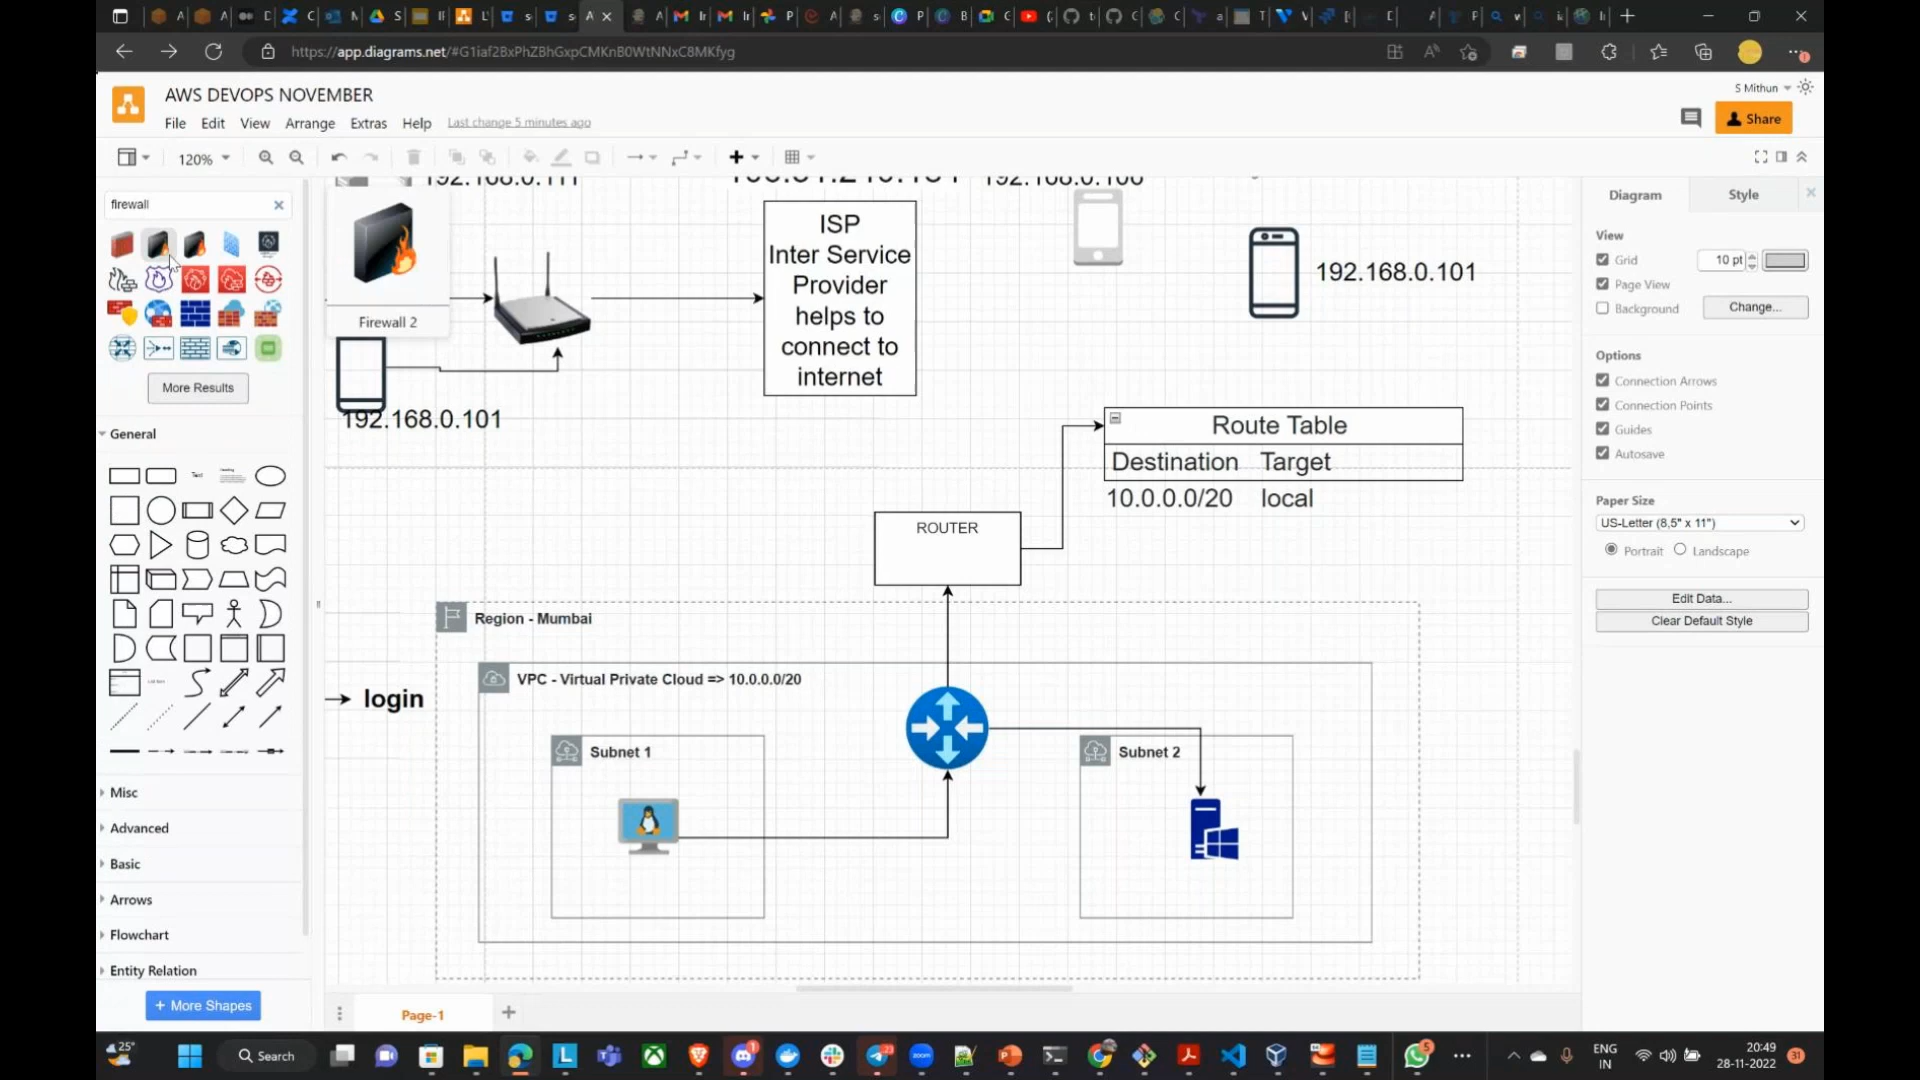 https://app.diagrams.net/#G1iaf2BxPhZBhGxpCMKnB0WtNNxC8MKfyg
AWS DEVOPS NOVEMBER
S Mithun
File Edit View Arrange Extras Help Last change 5 minutes ago
Share
120%
firewall
Firewall 2
More Results
General
Misc
Advanced
Basic
Arrows
Flowchart
Entity Relation
+ More Shapes
192.168.0.111
192.168.0.100
ISP
Inter Service
Provider
helps to
connect to
internet
192.168.0.101
192.168.0.101
Route Table
Destination Target
10.0.0.0/20 local
ROUTER
Region - Mumbai
VPC - Virtual Private Cloud => 10.0.0.0/20
login
Subnet 1
Subnet 2
Page-1
Diagram Style
View
Grid 10 pt
Page View
Background Change...
Options
Connection Arrows
Connection Points
Guides
Autosave
Paper Size
US-Letter (8,5" x 11")
Portrait Landscape
Edit Data...
Clear Default Style
25°
Search
zoom
ENG
IN
20:49
28-11-2022
31